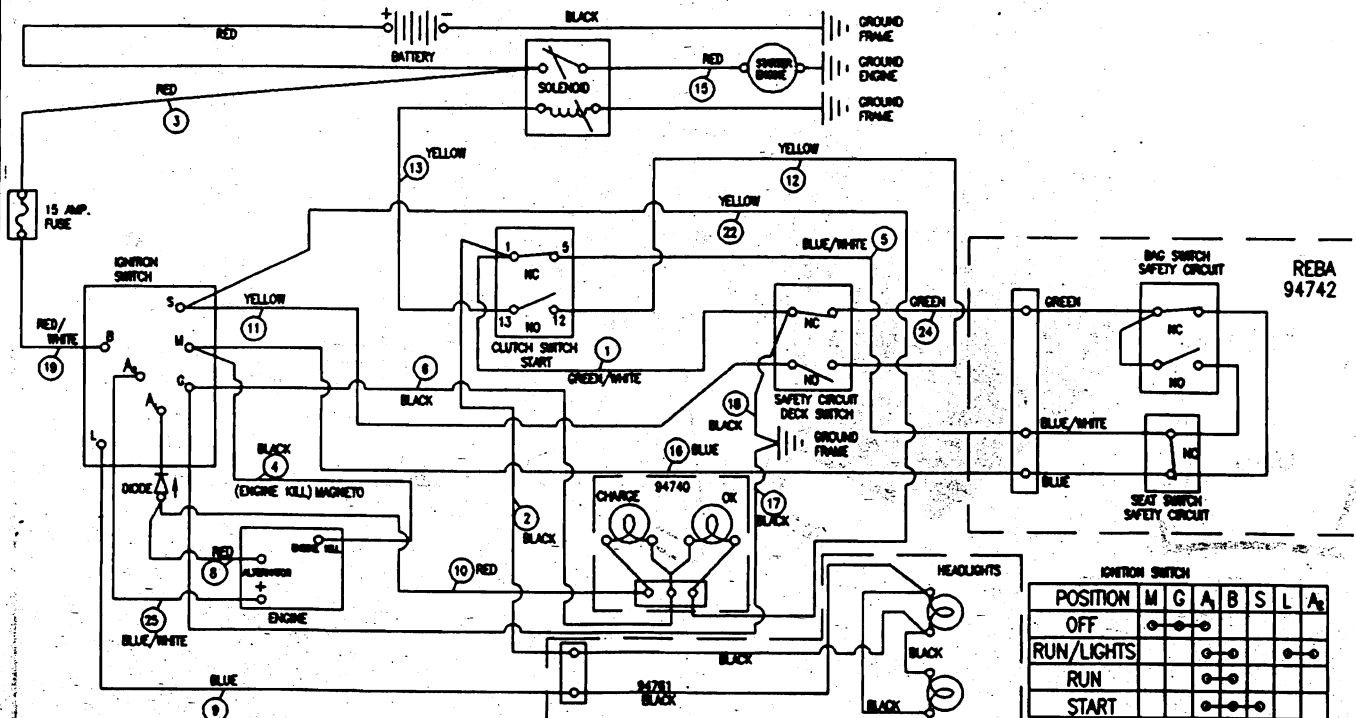 + -
BLACK
RED
BATTERY
GROUND
FRAME
RED
15
STARTER
ENGINE
GROUND
ENGINE
SOLENOID
RED
3
GROUND
FRAME
13 YELLOW
YELLOW
12
15 AMP.
FUSE
YELLOW
22
BLUE/WHITE 5
1 5
NC
13 12
NO
CLUTCH SWITCH
START
IGNITION
SWITCH
S
M
B
G
A2
A1
L
YELLOW
11
RED/
WHITE
19
6
BLACK
1
GREEN/WHITE
NC
NO
SAFETY CIRCUIT
DECK SWITCH
GREEN
24
BAG SWITCH
SAFETY CIRCUIT
REBA
94742
GREEN
NC
NO
BLUE/WHITE
NC
BLUE
SEAT SWITCH
SAFETY CIRCUIT
18
BLACK
GROUND
FRAME
16 BLUE
17
BLACK
BLACK
4
(ENGINE KILL) MAGNETO
DIODE
94740
CHARGE OK
2
BLACK
RED
8
ENGINE KILL
ALTERNATOR
+
ENGINE
10 RED
25
BLUE/WHITE
HEADLIGHTS
BLACK
BLACK
BLACK
94761
BLACK
BLUE
9
IGNITION SWITCH
POSITION M G A1 B S L A2
OFF
RUN/LIGHTS
RUN
START